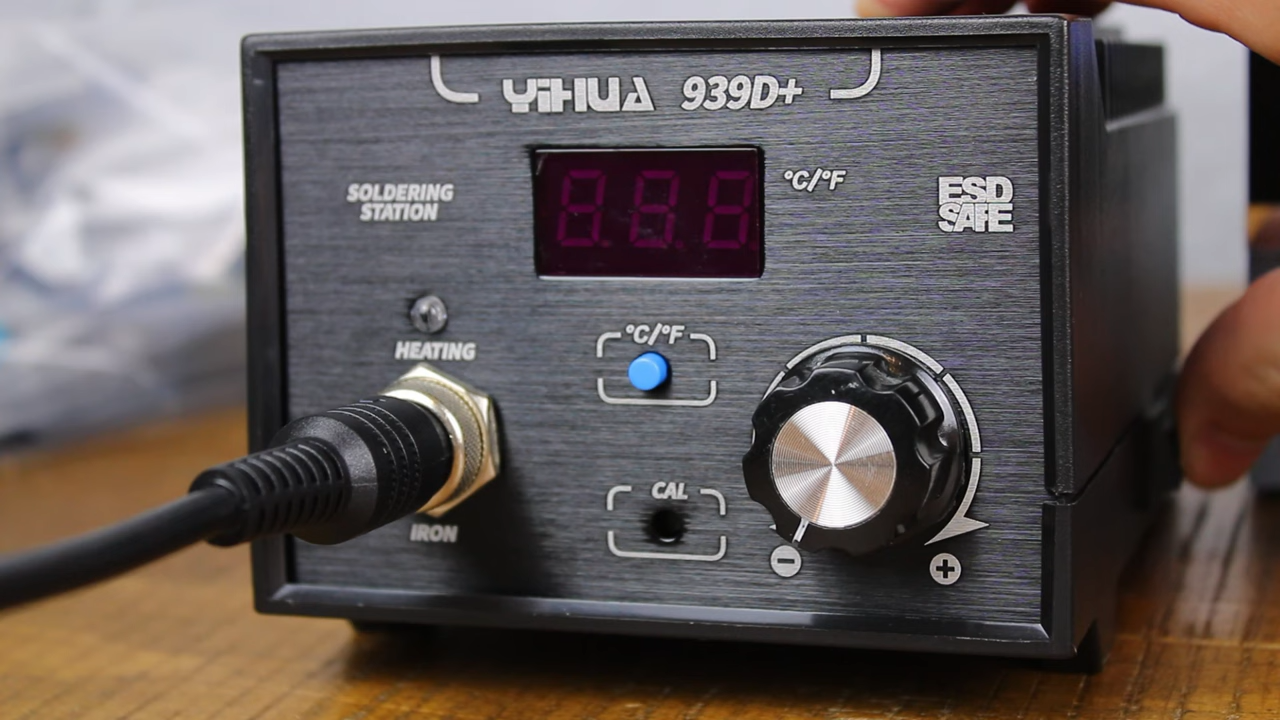 YIHUA 939D+
°C/°F
SOLDERING
STATION
ESD
SAFE
°C/°F
HEATING
CAL
IRON
− +